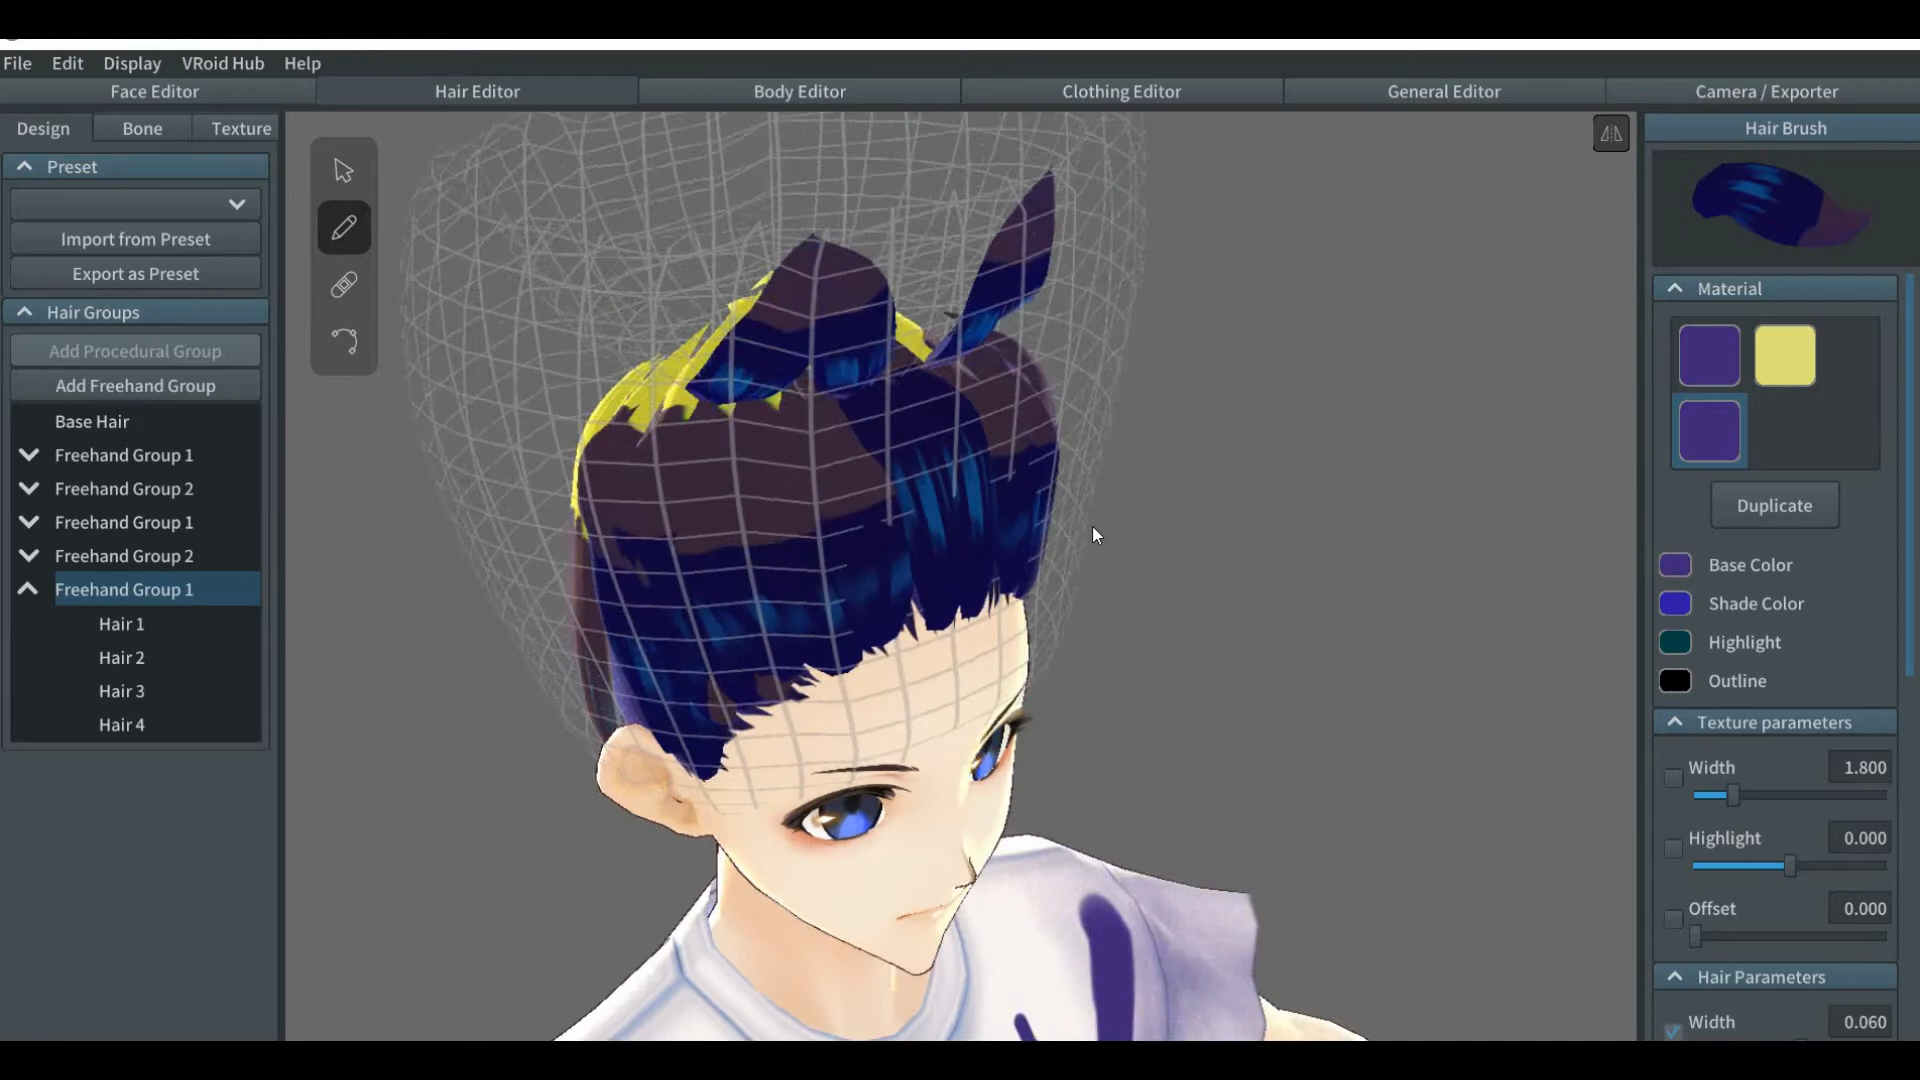 File Edit Display VRoid Hub Help
Face Editor Hair Editor Body Editor Clothing Editor General Editor Camera / Exporter
Design Bone Texture
Preset
Import from Preset
Export as Preset
Hair Groups
Add Procedural Group
Add Freehand Group
Base Hair
Freehand Group 1
Freehand Group 2
Freehand Group 1
Freehand Group 2
Freehand Group 1
Hair 1
Hair 2
Hair 3
Hair 4
Hair Brush
Material
Duplicate
Base Color
Shade Color
Highlight
Outline
Texture parameters
Width 1.800
Highlight 0.000
Offset 0.000
Hair Parameters
Width 0.060